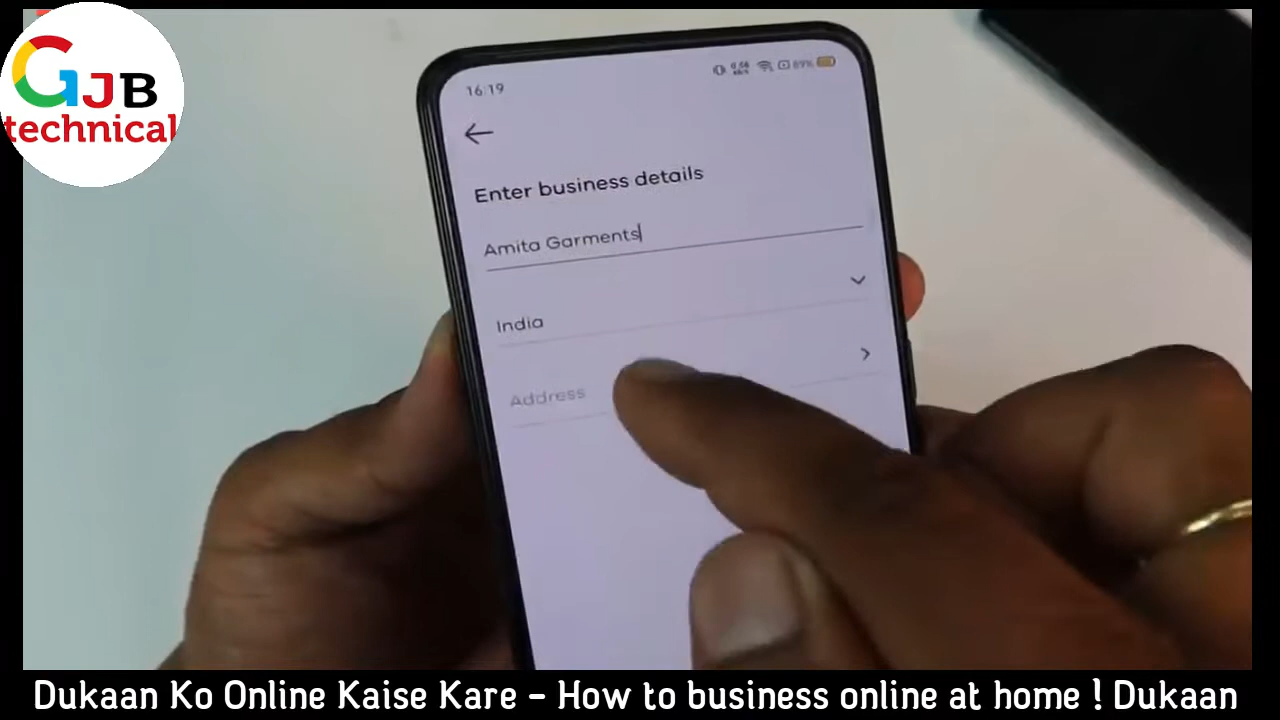 GJB
technical
16:19
89%
Enter business details
Amita Garments
India
Address
Dukaan Ko Online Kaise Kare - How to business online at home ! Dukaan